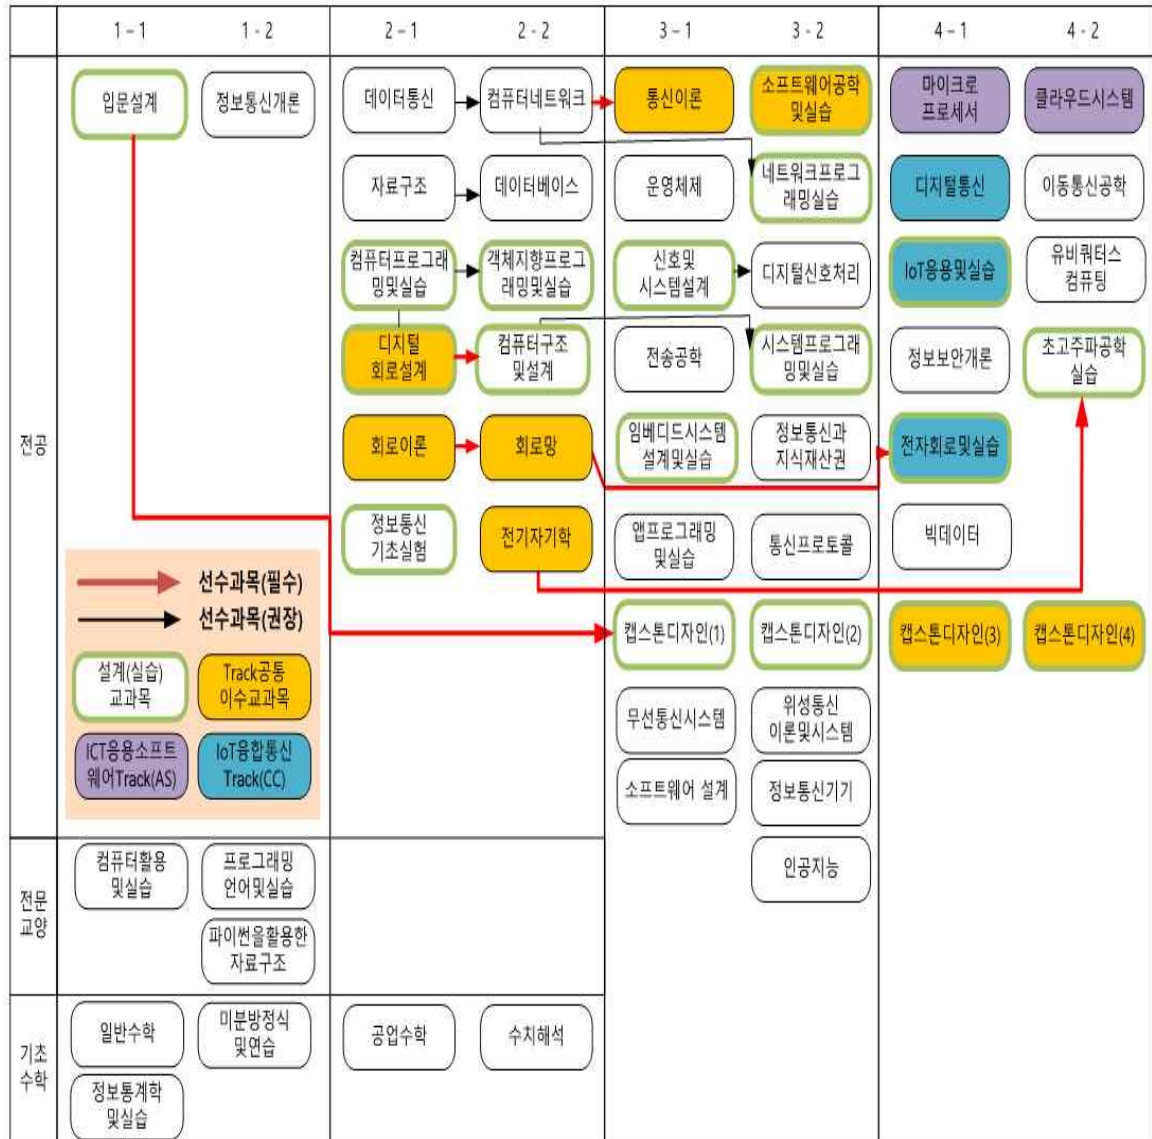 1 – 1
1 - 2
2 – 1
2 - 2
3 – 1
3 - 2
4 – 1
4 - 2
전공
입문설계
정보통신개론
데이터통신
컴퓨터네트워크
통신이론
소프트웨어공학
및실습
마이크로
프로세서
클라우드시스템
자료구조
데이터베이스
운영체제
네트워크프로그
래밍실습
디지털통신
이동통신공학
컴퓨터프로그래
밍및실습
객체지향프로그
래밍및실습
신호및
시스템설계
디지털신호처리
IoT응용및실습
유비쿼터스
컴퓨팅
디지털
회로설계
컴퓨터구조
및설계
전송공학
시스템프로그래
밍및실습
정보보안개론
초고주파공학
실습
회로이론
회로망
임베디드시스템
설계및실습
정보통신과
지식재산권
전자회로및실습
정보통신
기초실험
전기자기학
앱프로그래밍
및실습
통신프로토콜
빅데이터
선수과목(필수)
선수과목(권장)
캡스톤디자인(1)
캡스톤디자인(2)
캡스톤디자인(3)
캡스톤디자인(4)
설계(실습)
교과목
Track공통
이수교과목
무선통신시스템
위성통신
이론및시스템
ICT응용소프트
웨어Track(AS)
IoT융합통신
Track(CC)
소프트웨어 설계
정보통신기기
인공지능
전문
교양
컴퓨터활용
및실습
프로그래밍
언어및실습
파이썬을활용한
자료구조
기초
수학
일반수학
미분방정식
및연습
공업수학
수치해석
정보통계학
및실습